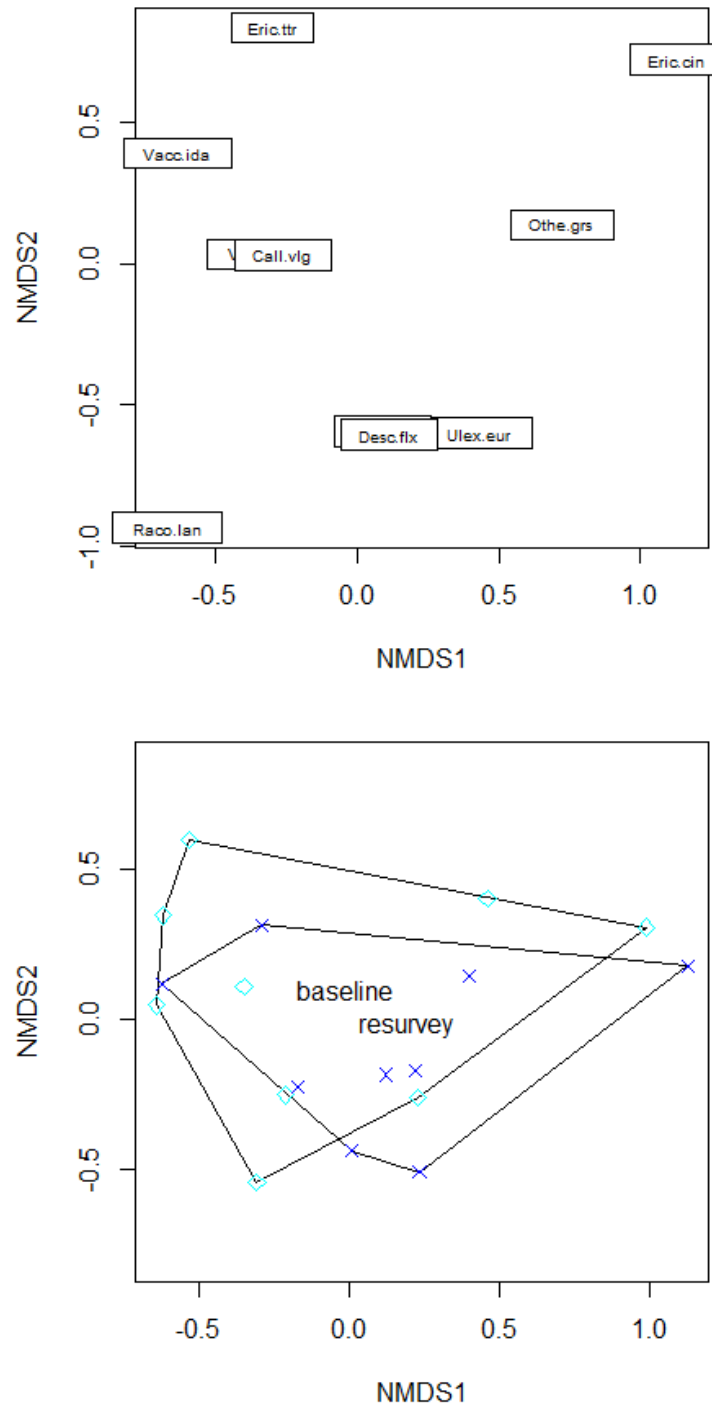 Eric.ttr
Eric.cin
0.5
Vacc.ida
Othe.grs
0.0
Call.vlg
NMDS2
-0.5
Desc.flx
Ulex.eur
Raco.lan
-1.0
-0.5 0.0 0.5 1.0
NMDS1
0.5
baseline
0.0
resurvey
NMDS2
-0.5
-0.5 0.0 0.5 1.0
NMDS1